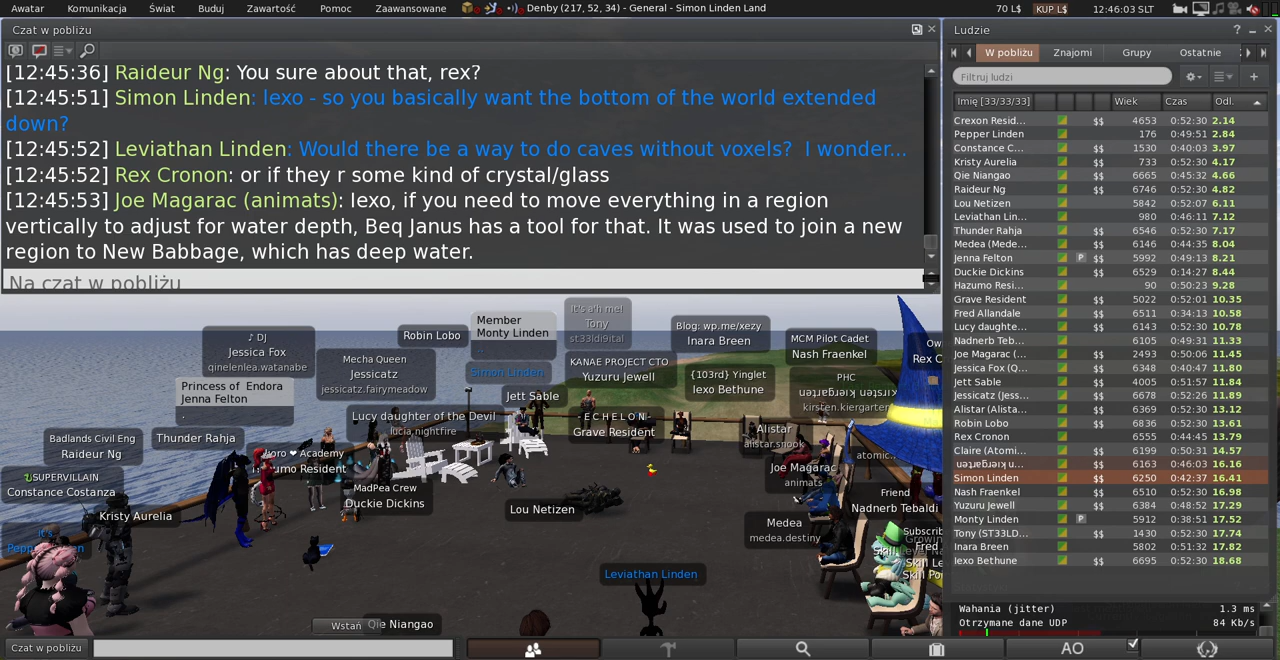 Awatar Komunikacja Świat Buduj Zawartość Pomoc Zaawansowane Denby (217, 52, 34) - General - Simon Linden Land 70 L$ KUP L$ 12:46:03 SLT
Czat w pobliżu
[12:45:36] Raideur Ng: You sure about that, rex?
[12:45:51] Simon Linden: Iexo - so you basically want the bottom of the world extended
down?
[12:45:52] Leviathan Linden: Would there be a way to do caves without voxels?  I wonder...
[12:45:52] Rex Cronon: or if they r some kind of crystal/glass
[12:45:53] Joe Magarac (animats): Iexo, if you need to move everything in a region
vertically to adjust for water depth, Beq Janus has a tool for that. It was used to join a new
region to New Babbage, which has deep water.
Na czat w pobliżu
It's a'h me!
Tony
st33ldi9ital
Member
Monty Linden
Robin Lobo
Blog: wp.me/xezy
Inara Breen
MCM Pilot Cadet
Nash Fraenkel
Ow
Rex C
♪ DJ
Jessica Fox
qinelenlea.watanabe
Mecha Queen
Jessicatz
jessicatz.fairymeadow
Simon Linden
KANAE PROJECT CTO
Yuzuru Jewell
{103rd} Yinglet
Iexo Bethune
PHC
kirsten.kiergarten
Princess of Endora
Jenna Felton
.
Jett Sable
Lucy daughter of the Devil
lucia.nightfire
- E C H E L O N -
Grave Resident
Alistar
alistar.snook
Badlands Civil Eng
Raideur Ng
Thunder Rahja
Academy
Resident
atomic..
Joe Magarac
animats
SUPERVILLAIN
Constance Costanza
MadPea Crew
Duckie Dickins
Friend
Nadnerb Tebaldi
Lou Netizen
Kristy Aurelia
Medea
medea.destiny
It's
Subscrib
Fred
Skill Le
Leviathan Linden
Wstań
Qie Niangao
Czat w pobliżu
AO
Ludzie
W pobliżu Znajomi Grupy Ostatnie
Filtruj ludzi
Imię [33/33/33] Wiek Czas Odl.
Crexon Resid... $$ 4653 0:52:30 2.14
Pepper Linden 176 0:49:51 2.84
Constance C... $$ 1530 0:40:03 3.97
Kristy Aurelia $$ 733 0:52:30 4.17
Qie Niangao $$ 6665 0:45:32 4.66
Raideur Ng $$ 6746 0:52:30 4.82
Lou Netizen 5842 0:52:07 6.11
Leviathan Lin... 980 0:46:11 7.12
Thunder Rahja $$ 6546 0:52:30 7.17
Medea (Mede... $$ 6146 0:44:35 8.04
Jenna Felton P $$ 5992 0:49:13 8.21
Duckie Dickins $$ 6529 0:14:27 8.44
Hazumo Resi... 90 0:50:23 9.28
Grave Resident $$ 5022 0:52:01 10.35
Fred Allandale $$ 6511 0:34:13 10.58
Lucy daughte... $$ 6143 0:52:30 10.78
Nadnerb Teb... 6105 0:49:31 11.33
Joe Magarac (... $$ 2493 0:50:06 11.45
Jessica Fox (Q... $$ 6348 0:40:47 11.80
Jett Sable $$ 4005 0:51:57 11.84
Jessicatz (Jess... $$ 6678 0:52:26 11.89
Alistar (Alista... $$ 6369 0:52:30 13.12
Robin Lobo $$ 6836 0:52:30 13.61
Rex Cronon 6555 0:44:45 13.79
Claire (Atomi... $$ 6199 0:50:31 14.57
$$ 6163 0:46:03 16.16
Simon Linden $$ 6250 0:42:37 16.41
Nash Fraenkel $$ 6510 0:52:30 16.98
Yuzuru Jewell $$ 6384 0:48:52 17.29
Monty Linden P 5912 0:38:51 17.52
Tony (ST33LD... $$ 1430 0:52:30 17.74
Inara Breen 5802 0:51:32 17.82
Iexo Bethune $$ 6695 0:52:30 18.68
Wahania (jitter) 1.3 ms
Otrzymane dane UDP 84 Kb/s